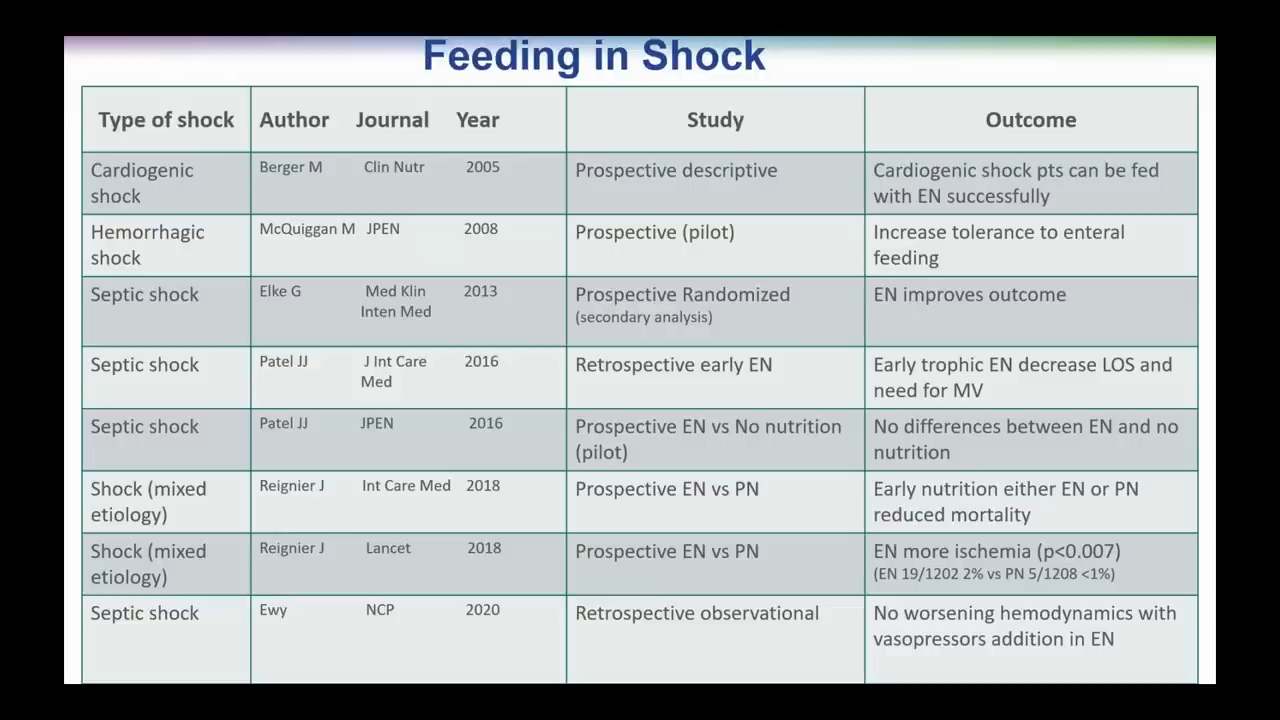 Feeding in Shock
Type of shock Author Journal Year Study Outcome
Cardiogenic shock Berger M Clin Nutr 2005 Prospective descriptive Cardiogenic shock pts can be fed with EN successfully
Hemorrhagic shock McQuiggan M JPEN 2008 Prospective (pilot) Increase tolerance to enteral feeding
Septic shock Elke G Med Klin Inten Med 2013 Prospective Randomized (secondary analysis) EN improves outcome
Septic shock Patel JJ J Int Care Med 2016 Retrospective early EN Early trophic EN decrease LOS and need for MV
Septic shock Patel JJ JPEN 2016 Prospective EN vs No nutrition (pilot) No differences between EN and no nutrition
Shock (mixed etiology) Reignier J Int Care Med 2018 Prospective EN vs PN Early nutrition either EN or PN reduced mortality
Shock (mixed etiology) Reignier J Lancet 2018 Prospective EN vs PN EN more ischemia (p<0.007) (EN 19/1202 2% vs PN 5/1208 <1%)
Septic shock Ewy NCP 2020 Retrospective observational No worsening hemodynamics with vasopressors addition in EN